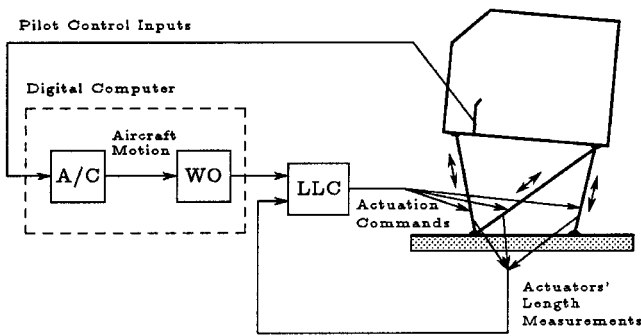 Pilot Control Inputs
Digital Computer
Aircraft
Motion
A/C
WO
LLC
Actuation
Commands
Actuators'
Length
Measurements